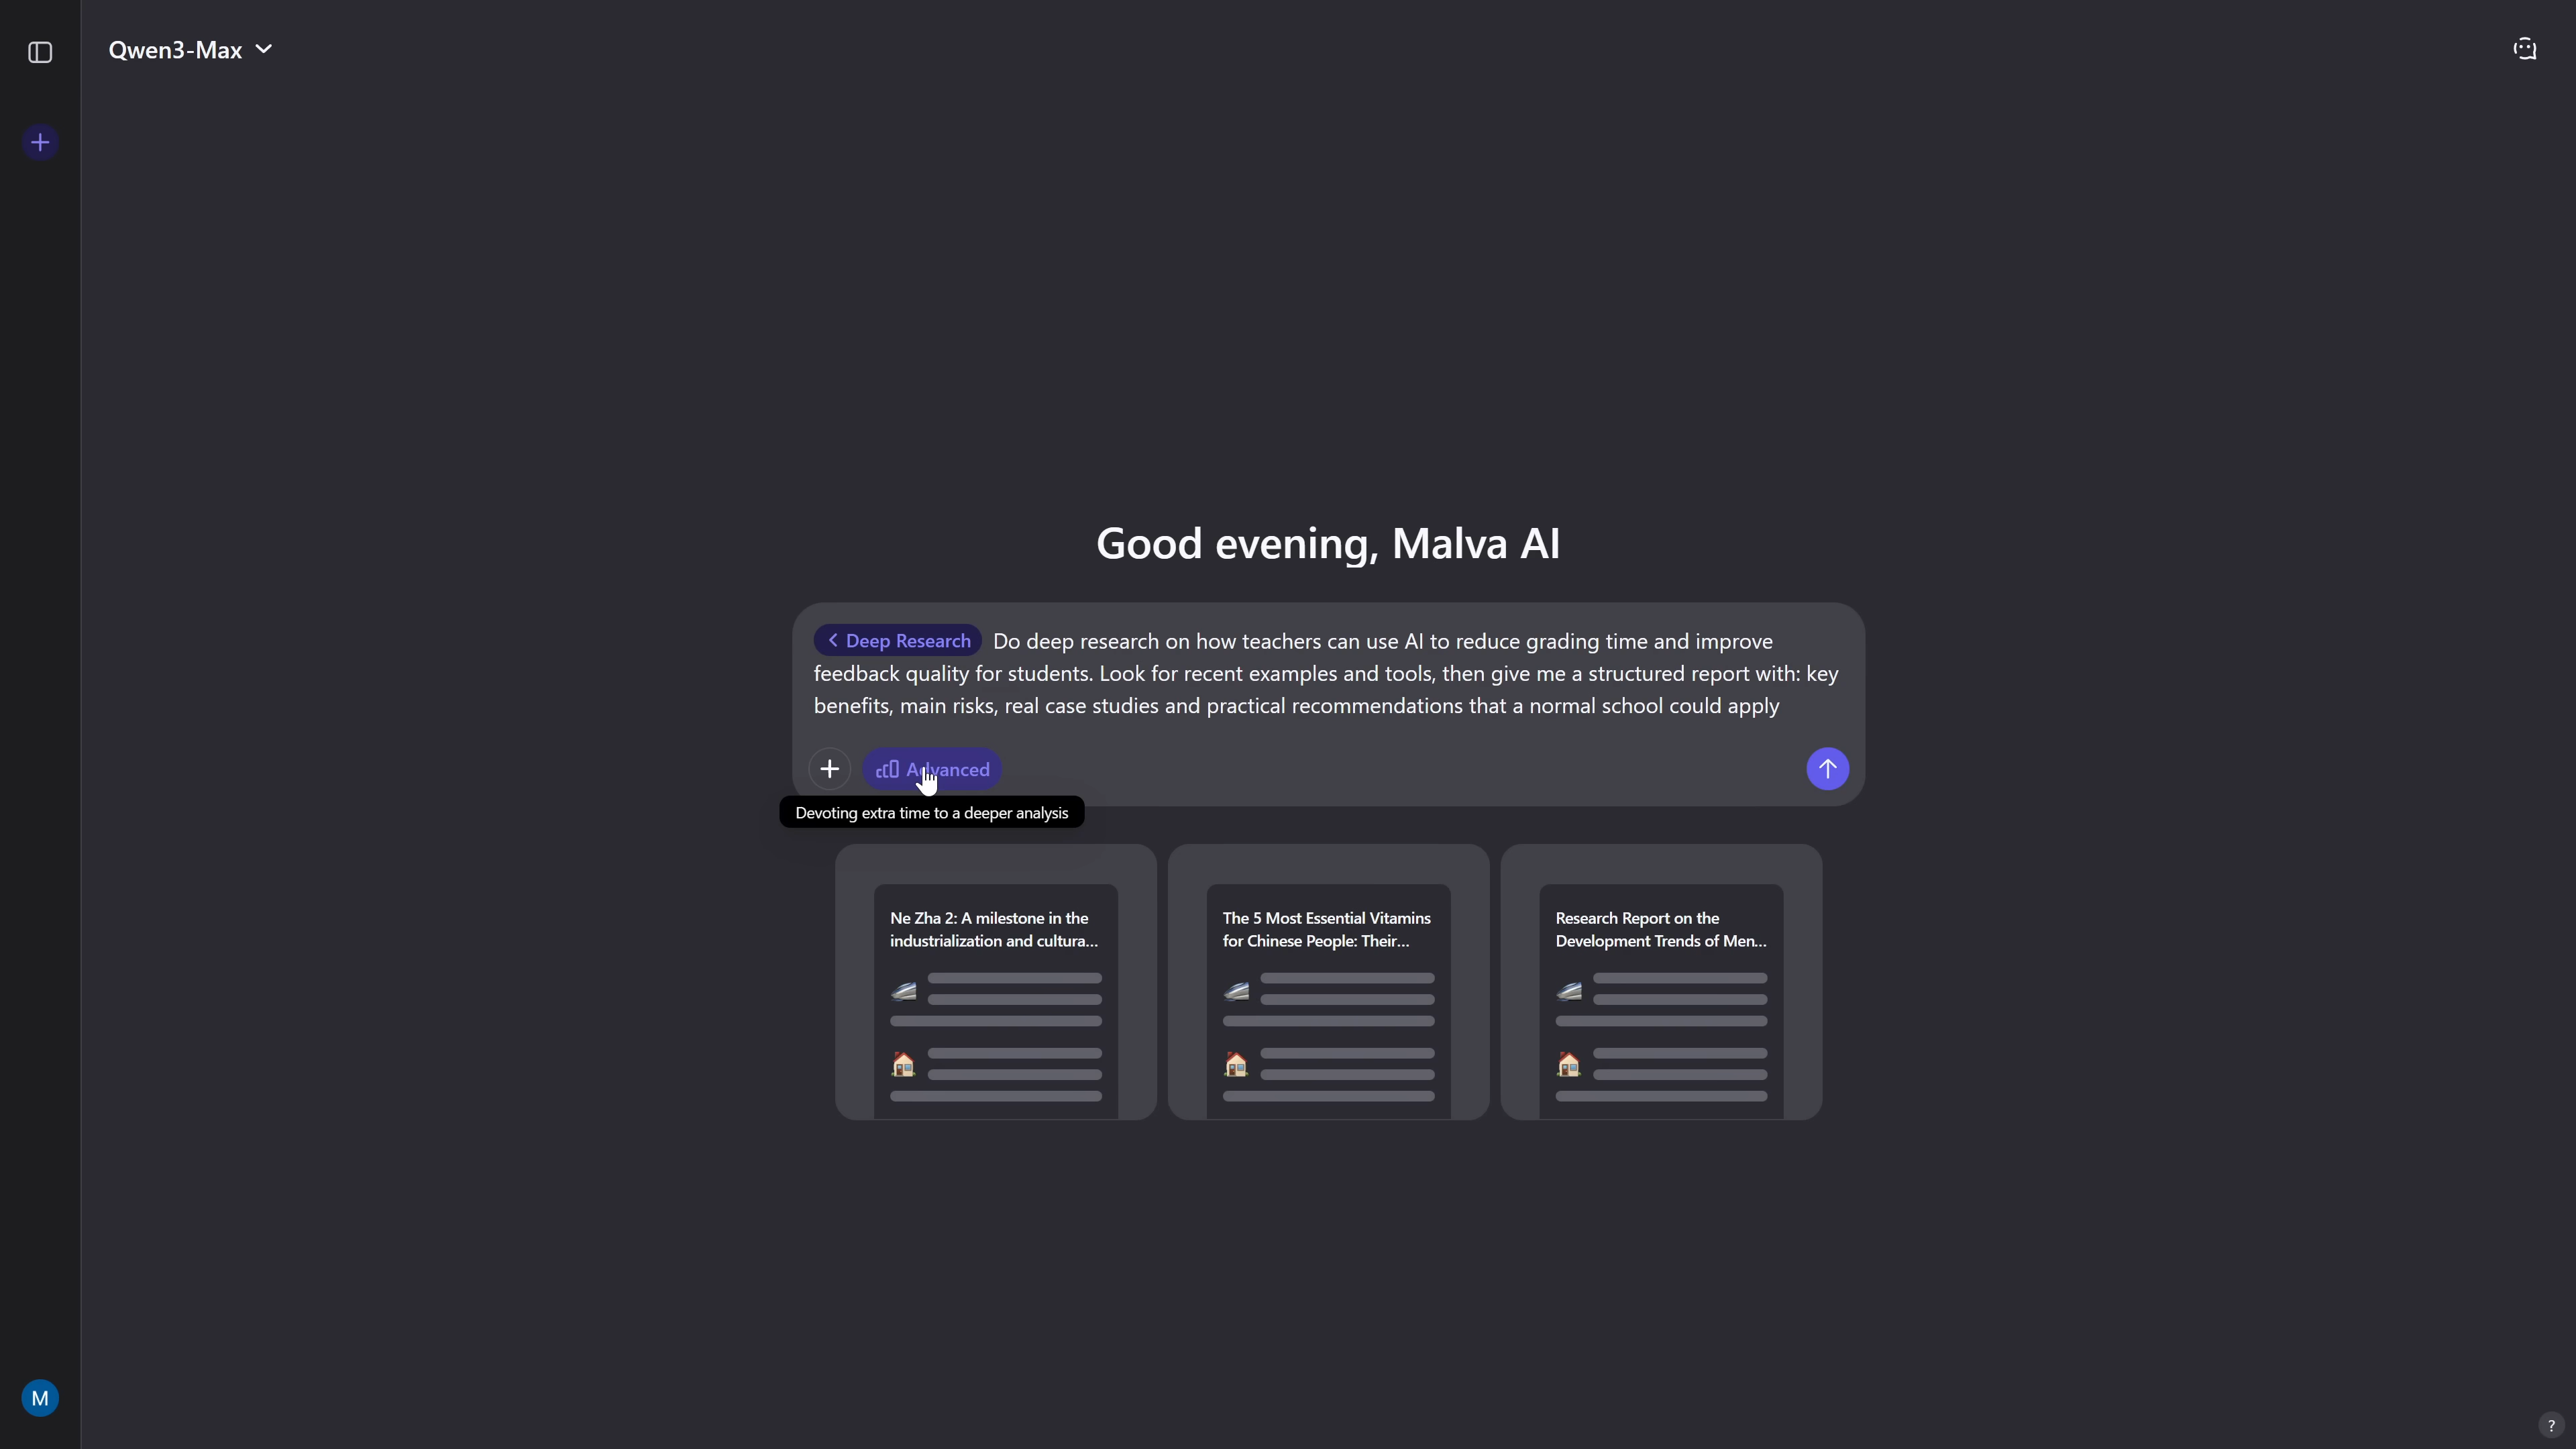 Qwen3-Max
Good evening, Malva AI
Deep Research Do deep research on how teachers can use AI to reduce grading time and improve
feedback quality for students. Look for recent examples and tools, then give me a structured report with: key
benefits, main risks, real case studies and practical recommendations that a normal school could apply
Advanced
Devoting extra time to a deeper analysis
Ne Zha 2: A milestone in the
industrialization and cultura...
The 5 Most Essential Vitamins
for Chinese People: Their...
Research Report on the
Development Trends of Men...
M
?